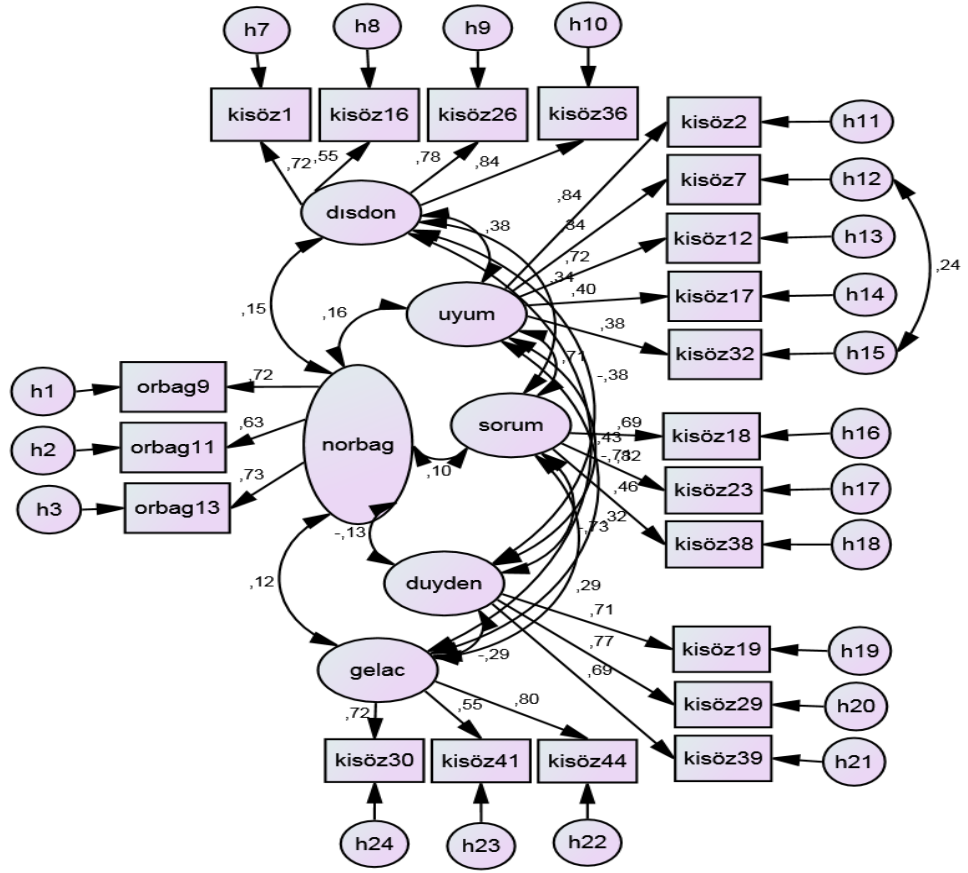 h7 h8 h9 h10
kisöz1 kisöz16 kisöz26 kisöz36
kisöz2 h11
kisöz7 h12
kisöz12 h13
kisöz17 h14
kisöz32 h15
,24
,72 ,55 ,78 ,84
dısdon
,84
,72
,40
,38
,38
,34
uyum
,15
,16
,71
-,38
h1 orbag9 ,72
h2 orbag11 ,63
h3 orbag13 ,73
norbag
,10
sorum
,69 kisöz18 h16
kisöz23 h17
,46 kisöz38 h18
,43
,32
-,73
-,13
duyden
,12
,29
-,29
,71 kisöz19 h19
,77 kisöz29 h20
,69 kisöz39 h21
gelac
,72 ,55 ,80
kisöz30 kisöz41 kisöz44
h24 h23 h22